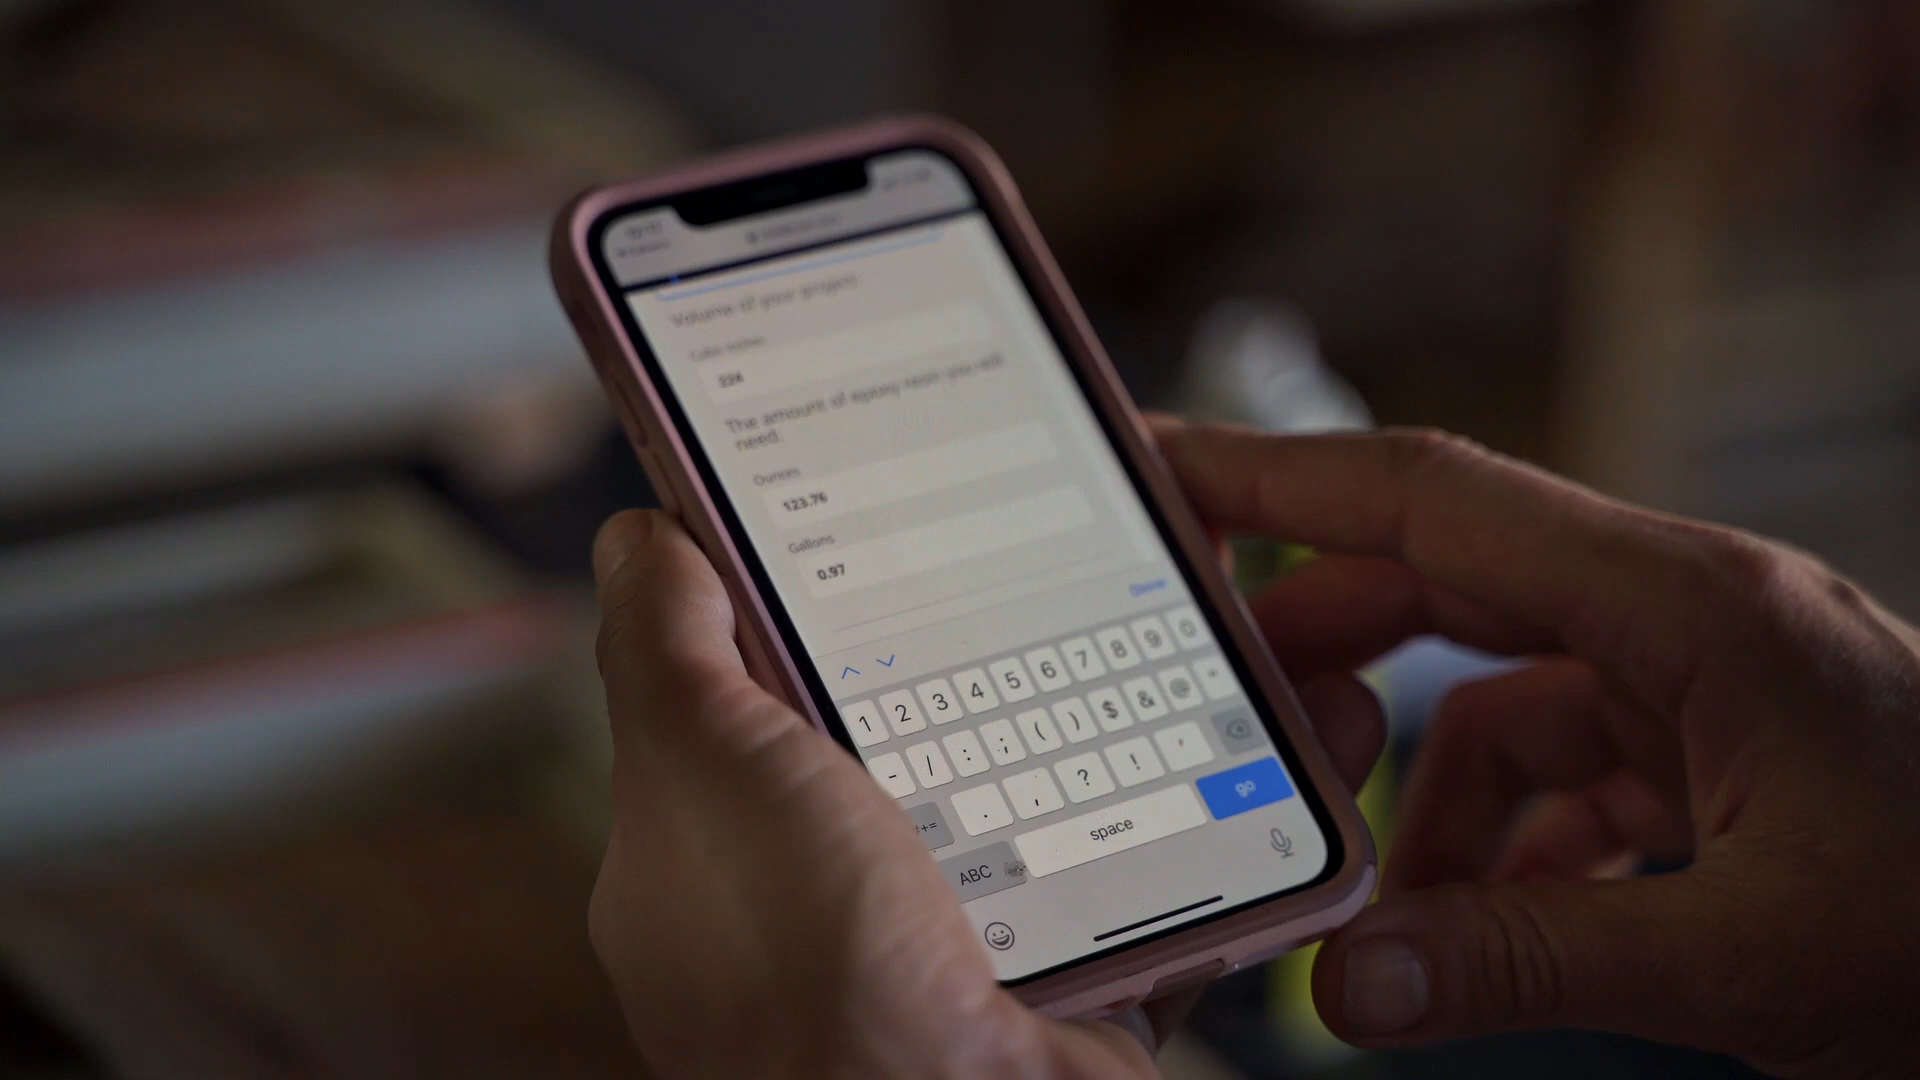 Volume of your project
Cubic Inches
224
The amount of epoxy resin you will
need:
Ounces
123.76
Gallons
0.97
Done
1 2 3 4 5 6 7 8 9 0
- / : ; ( ) $ & @ "
#+= . , ? ! '
ABC space go